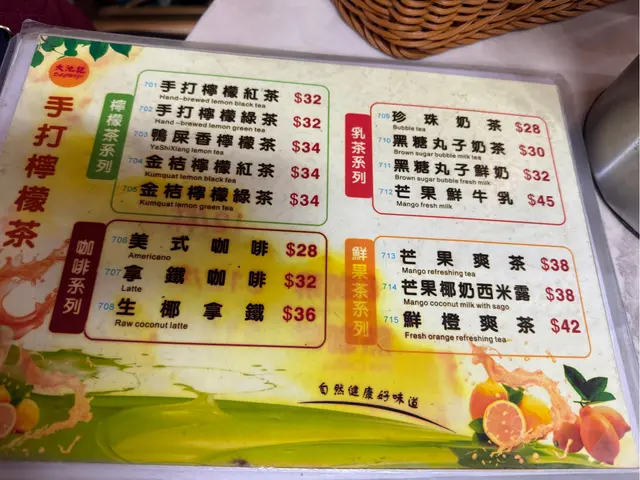 大池龍
手打檸檬茶
檸檬茶系列
701 手打檸檬紅茶 $32
Hand-brewed lemon black tea
702 手打檸檬綠茶 $32
Hand-brewed lemon green tea
703 鴨屎香檸檬茶 $34
YaShiXiang lemon tea
704 金桔檸檬紅茶 $34
Kumquat lemon black tea
705 金桔檸檬綠茶 $34
Kumquat lemon green tea
咖啡系列
706 美式咖啡 $28
Americano
707 拿鐵咖啡 $32
Latte
708 生椰拿鐵 $36
Raw coconut latte
乳茶系列
709 珍珠奶茶 $28
Bubble tea
710 黑糖丸子奶茶 $30
Brown sugar bubble milk tea
711 黑糖丸子鮮奶 $32
Brown sugar bubble fresh milk
712 芒果鮮牛乳 $45
Mango fresh milk
鮮果茶系列
713 芒果爽茶 $38
Mango refreshing tea
714 芒果椰奶西米露 $38
Mango coconut milk with sago
715 鮮橙爽茶 $42
Fresh orange refreshing tea
自然健康好味道